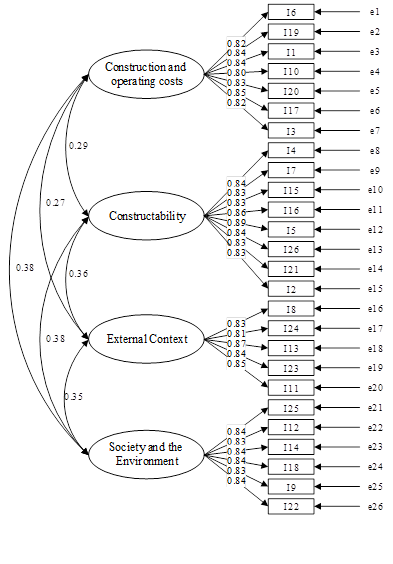 I6 e1
I19 e2
0.82
I1 e3
0.84
0.84
Construction and
operating costs
I10 e4
0.80
0.83
I20 e5
0.85
0.82
I17 e6
I3 e7
0.29
I4 e8
I7 e9
0.84
I15 e10
0.83
0.83
0.27
I16 e11
0.86
Constructability
0.89
I5 e12
0.84
0.83
I26 e13
0.83
I21 e14
0.38
0.36
I2 e15
I8 e16
0.83
I24 e17
0.81
0.38
External Context
0.87
I13 e18
0.84
I23 e19
0.85
I11 e20
0.35
I25 e21
I12 e22
0.84
0.83
Society and the
Environment
I14 e23
0.84
0.84
I18 e24
0.83
0.84
I9 e25
I22 e26